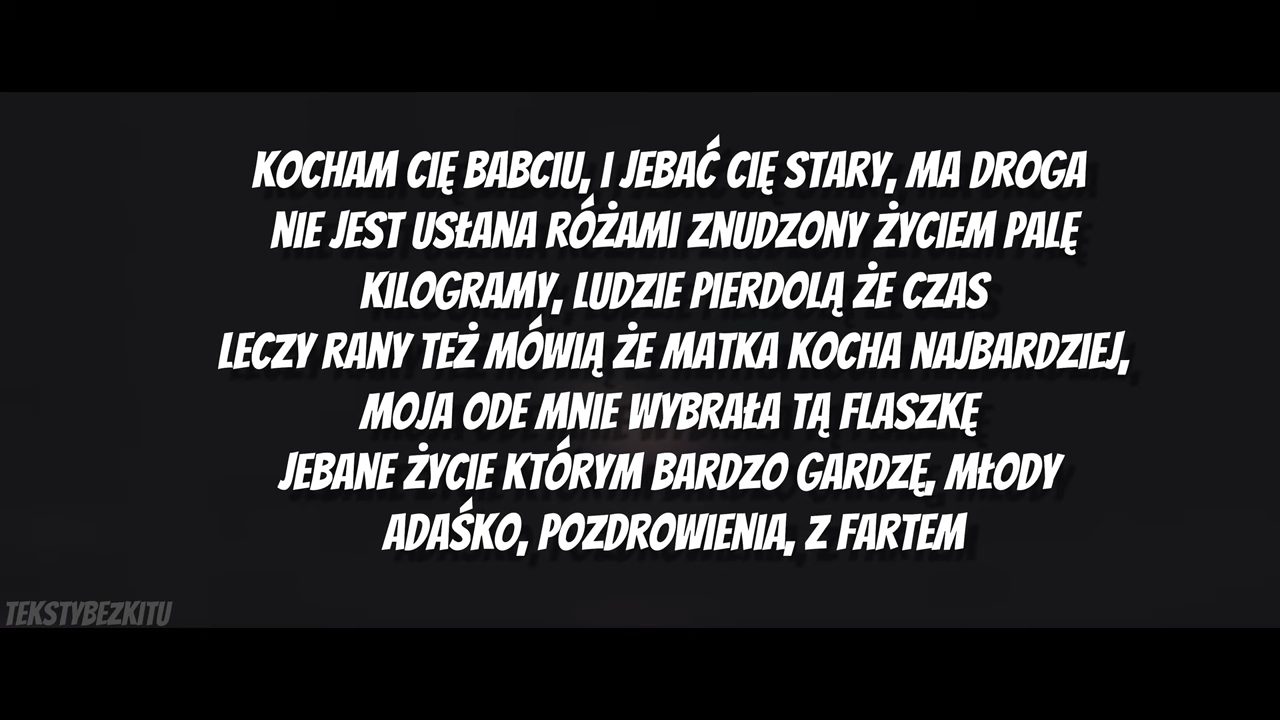 KOCHAM CIĘ BABCIU, I JEBAĆ CIĘ STARY, MA DROGA
NIE JEST USŁANA RÓŻAMI ZNUDZONY ŻYCIEM PALĘ
KILOGRAMY, LUDZIE PIERDOLĄ ŻE CZAS
LECZY RANY TEŻ MÓWIĄ ŻE MATKA KOCHA NAJBARDZIEJ,
MOJA ODE MNIE WYBRAŁA TĄ FLASZKĘ
JEBANE ŻYCIE KTÓRYM BARDZO GARDZĘ, MŁODY
ADAŚKO, POZDROWIENIA, Z FARTEM
TEKSTYBEZKITU